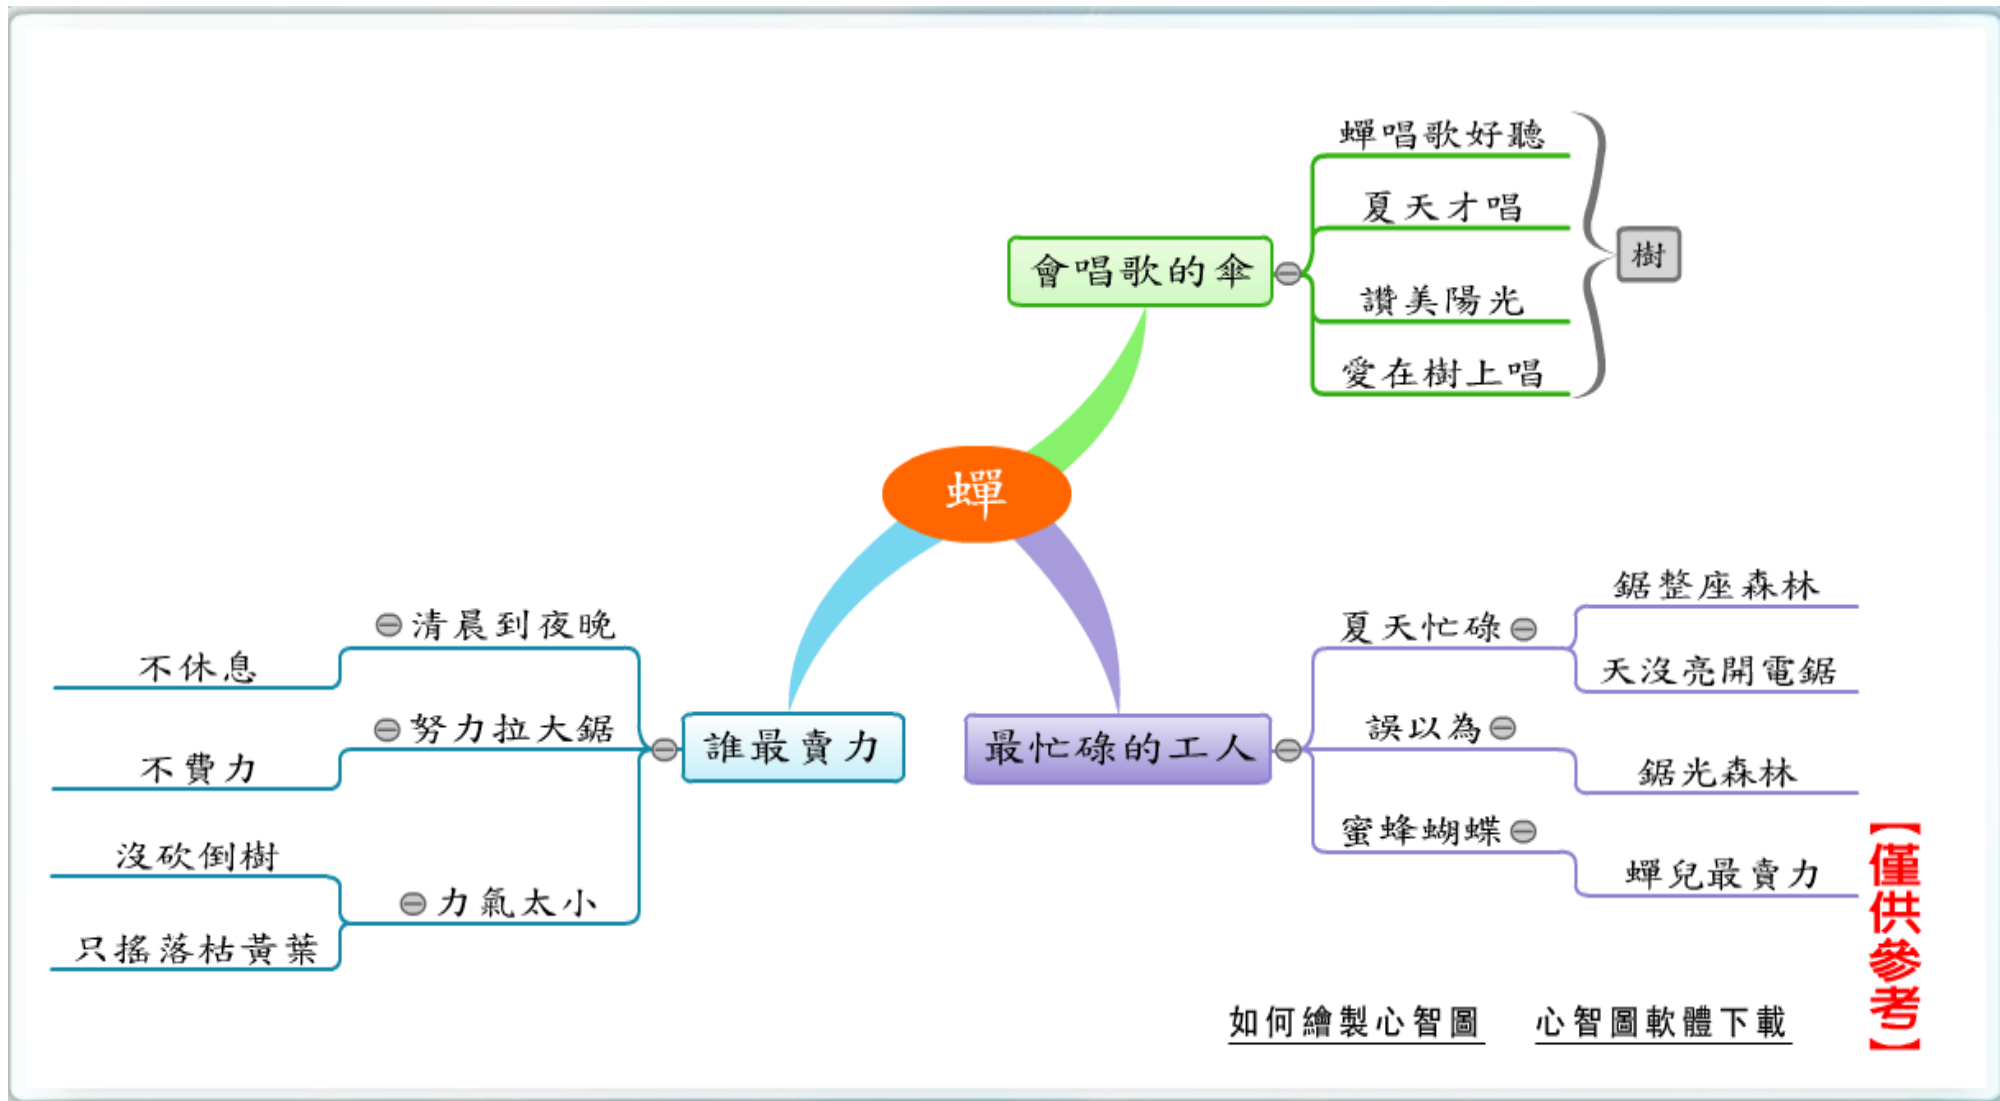 蟬
會唱歌的傘
蟬唱歌好聽
夏天才唱
讚美陽光
愛在樹上唱
樹
最忙碌的工人
夏天忙碌
鋸整座森林
天沒亮開電鋸
誤以為
鋸光森林
蜜蜂蝴蝶
蟬兒最賣力
誰最賣力
清晨到夜晚
不休息
努力拉大鋸
不費力
力氣太小
沒砍倒樹
只搖落枯黃葉
【僅供參考】
如何繪製心智圖
心智圖軟體下載